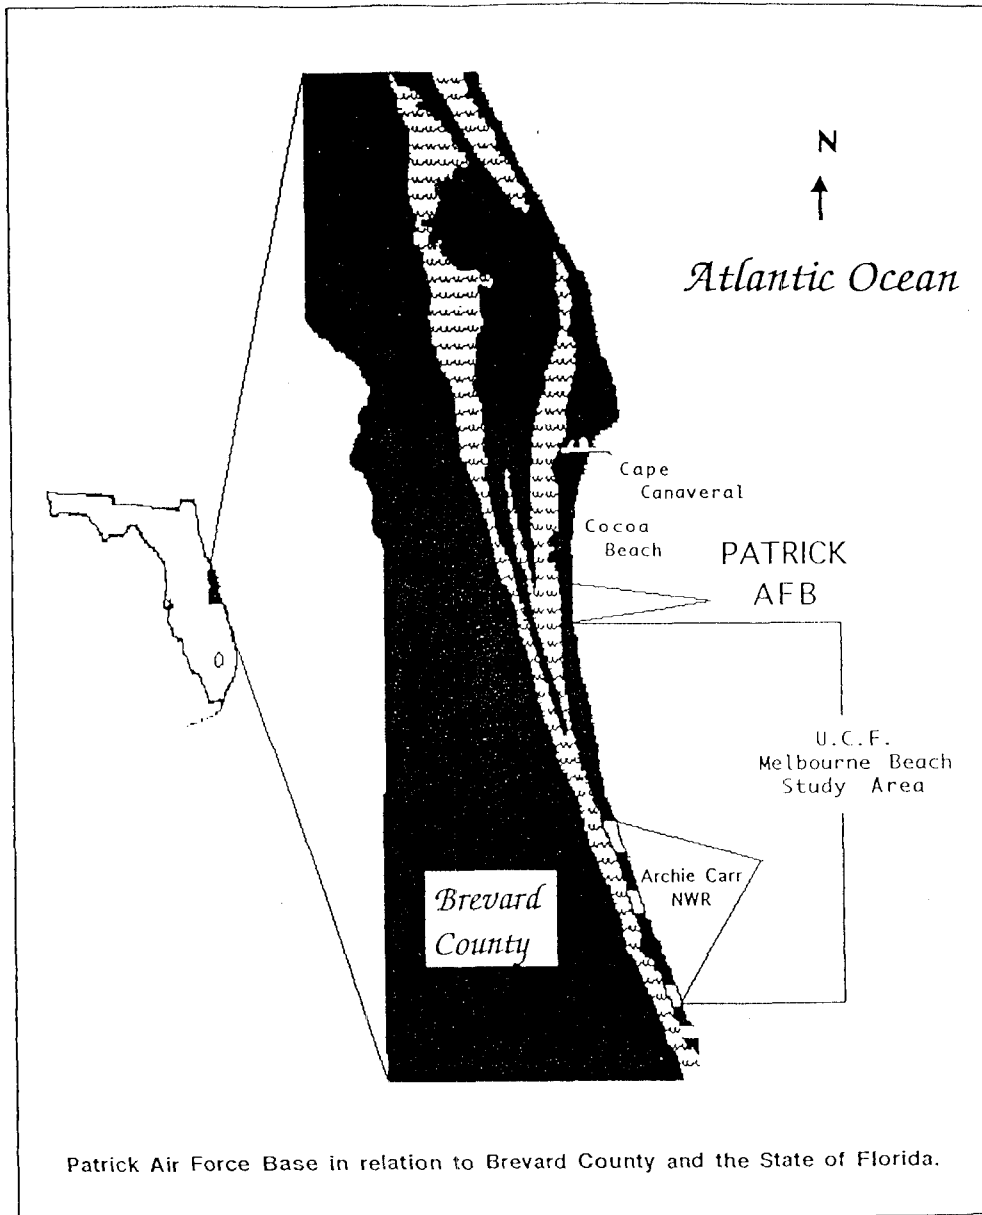 N
Atlantic Ocean
Cape
Canaveral
Cocoa
Beach
PATRICK
AFB
U.C.F.
Melbourne Beach
Study Area
Archie Carr
NWR
Brevard
County
Patrick Air Force Base in relation to Brevard County and the State of Florida.